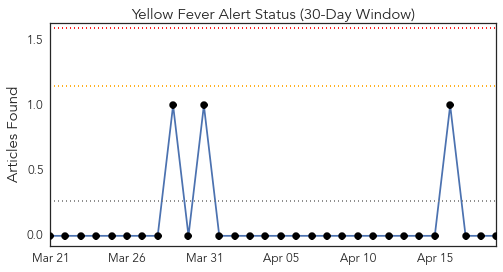 Yellow Fever Alert Status (30-Day Window)
Articles Found
1.5
1.0
0.5
0.0
Mar 21 Mar 26 Mar 31 Apr 05 Apr 10 Apr 15